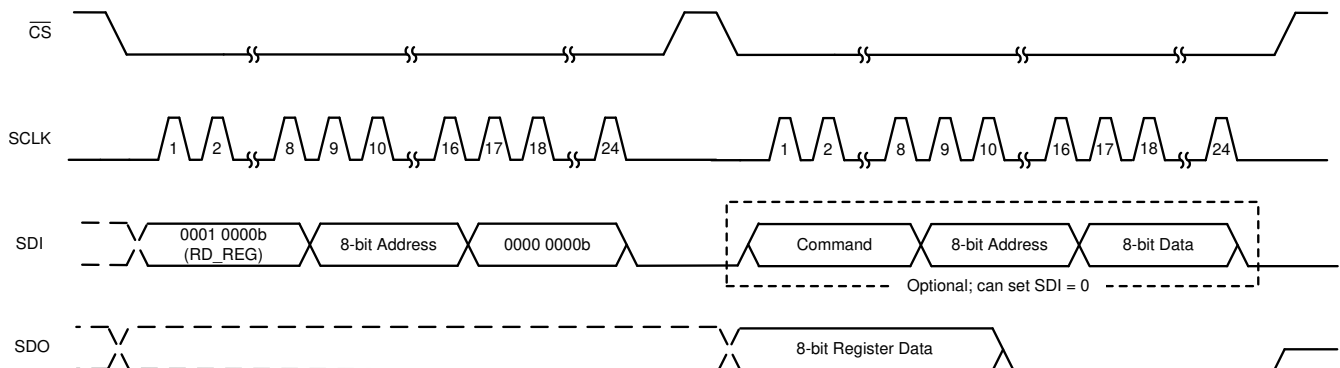 CS
SCLK
1 2 8 9 10 16 17 18 24 1 2 8 9 10 16 17 18 24
SDI
0001 0000b
(RD_REG)
8-bit Address
0000 0000b
Command
8-bit Address
8-bit Data
Optional; can set SDI = 0
SDO
8-bit Register Data